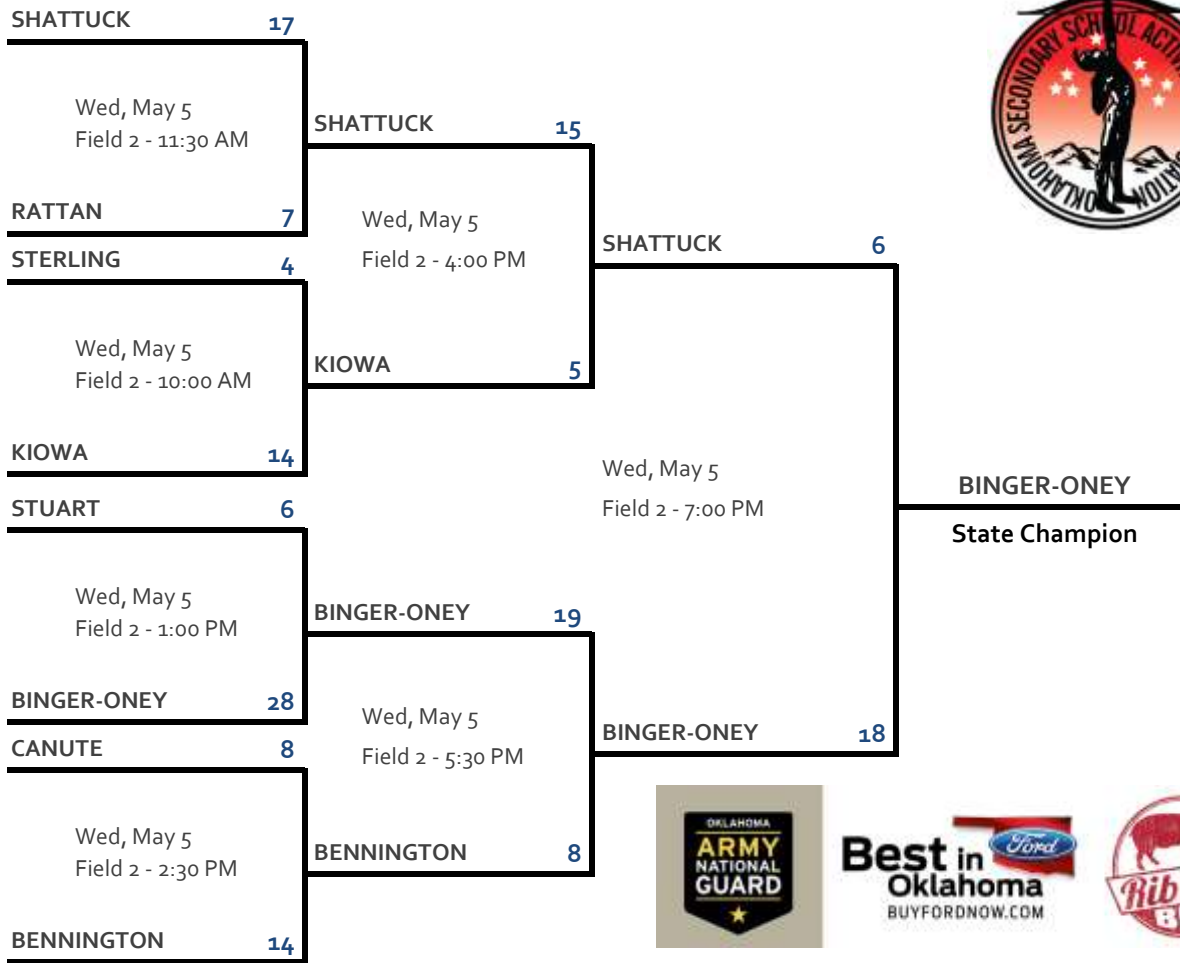 SHATTUCK 17
Wed, May 5
Field 2 - 11:30 AM
RATTAN 7
STERLING 4
Wed, May 5
Field 2 - 10:00 AM
KIOWA 14
STUART 6
Wed, May 5
Field 2 - 1:00 PM
BINGER-ONEY 28
CANUTE 8
Wed, May 5
Field 2 - 2:30 PM
BENNINGTON 14
SHATTUCK 15
Wed, May 5
Field 2 - 4:00 PM
KIOWA 5
BINGER-ONEY 19
Wed, May 5
Field 2 - 5:30 PM
BENNINGTON 8
SHATTUCK 6
Wed, May 5
Field 2 - 7:00 PM
BINGER-ONEY 18
BINGER-ONEY
State Champion
OKLAHOMA SECONDARY SCHOOL
OKLAHOMA
ARMY
NATIONAL
GUARD
Best in Ford
Oklahoma
BUYFORDNOW.COM
Rib